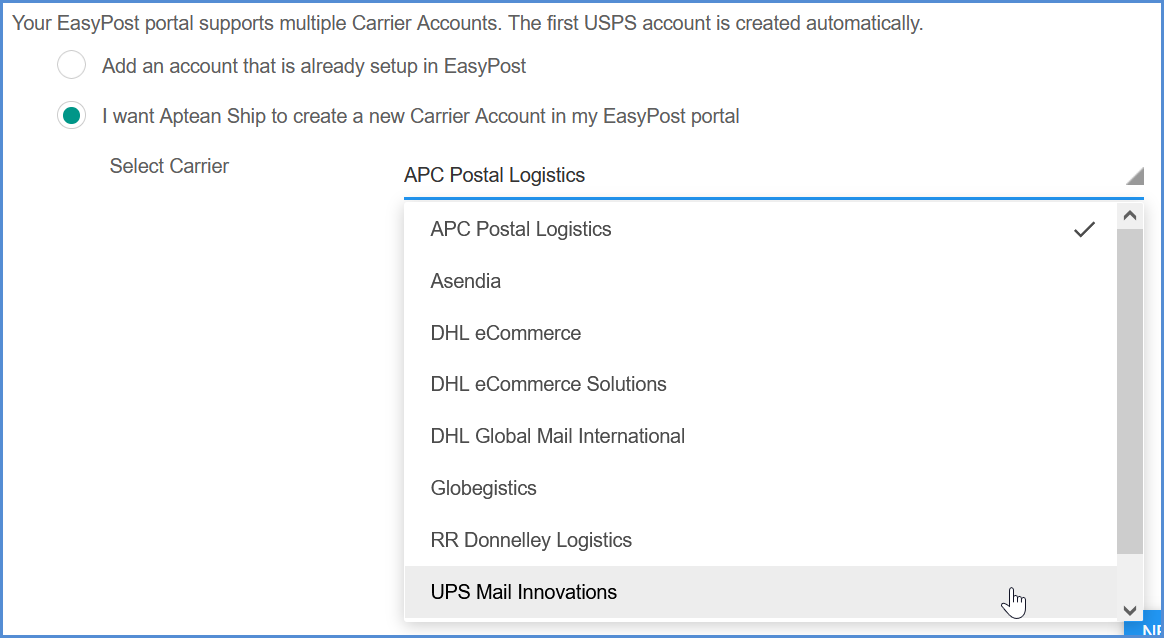 Your EasyPost portal supports multiple Carrier Accounts. The first USPS account is created automatically.
Add an account that is already setup in EasyPost
I want Aptean Ship to create a new Carrier Account in my EasyPost portal
Select Carrier
APC Postal Logistics
APC Postal Logistics
Asendia
DHL eCommerce
DHL eCommerce Solutions
DHL Global Mail International
Globegistics
RR Donnelley Logistics
UPS Mail Innovations